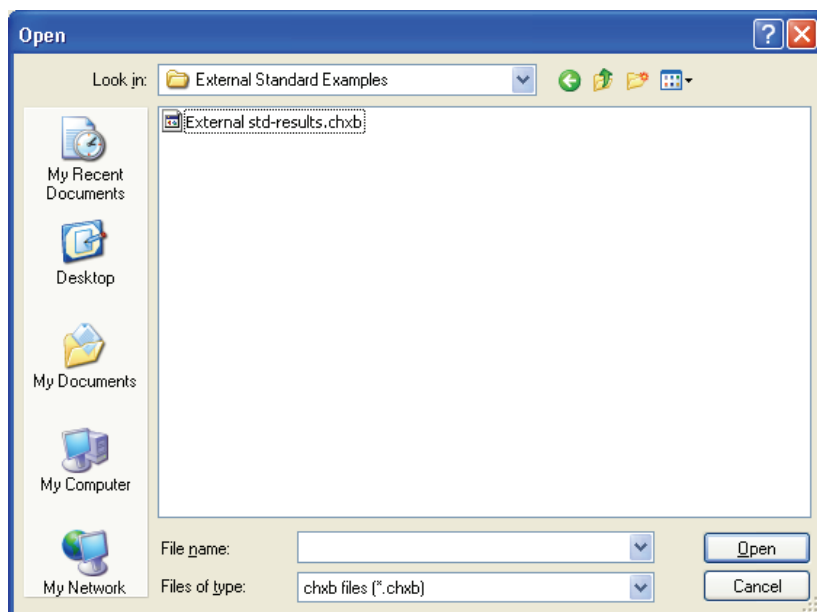 Open
Look in: External Standard Examples
External std-results.chxb
My Recent
Documents
Desktop
My Documents
My Computer
My Network
File name:
Open
Files of type: chxb files (*.chxb)
Cancel